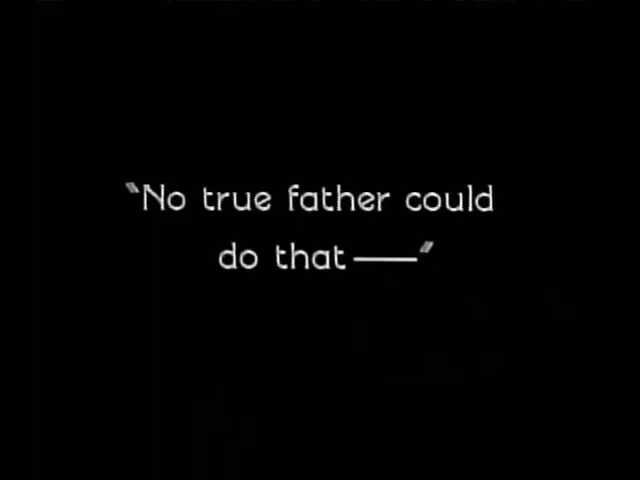 "No true father could
do that——"